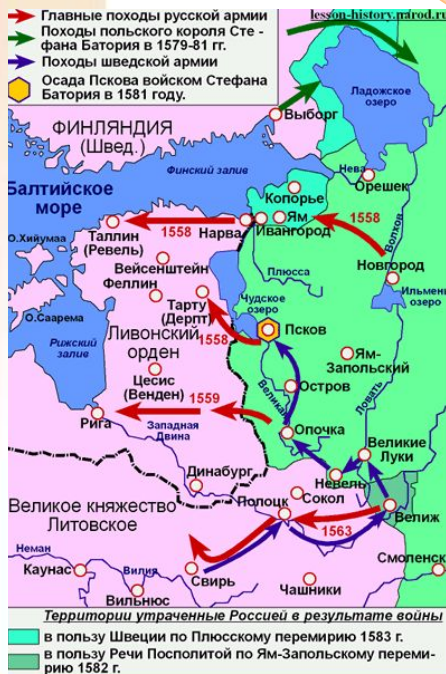 Главные походы русской армии
lesson-history.narod.ru
Походы польского короля Сте -
фана Батория в 1579-81 гг.
Походы шведской армии
Осада Пскова войском Стефана
Батория в 1581 году.
Ладожское
озеро
Выборг
ФИНЛЯНДИЯ
(Швед.)
Финский залив
Нева
Орешек
Балтийское
море
Копорье
Ям
1558
1558
Нарва
Ивангород
Волхов
О.Хийумаа
Таллин
(Ревель)
Новгород
Вейсенштейн
Плюсса
Феллин
Чудское
озеро
Ильмень
озеро
О.Саарема
Тарту
(Дерпт)
Псков
Рижский
залив
Ливонский
орден
1558
Ям-
Запольский
Цесис
(Венден)
Великая
Остров
Ловать
1559
Рига
Западная
Двина
Опочка
Великие
Луки
Динабург
Невель
Сокол
Великое княжество
Литовское
Полоцк
Велиж
1563
Неман
Смоленск
Каунас
Вилия
Свирь
Чашники
Вильнюс
Территории утраченные Россией в результате войны
в пользу Швеции по Плюсскому перемирию 1583 г.
в пользу Речи Посполитой по Ям-Запольскому переми-
рию 1582 г.